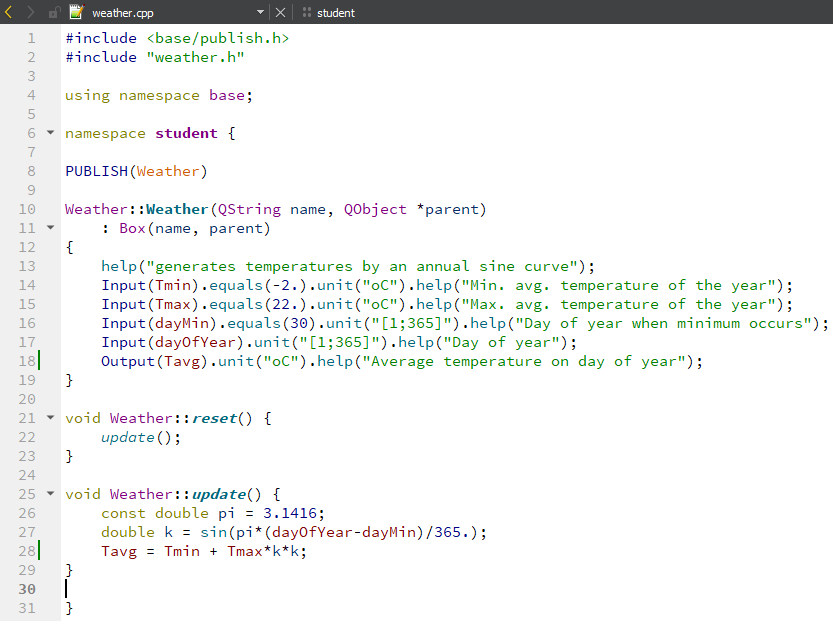 weather.cpp student
1 #include <base/publish.h>
2 #include "weather.h"
3
4 using namespace base;
5
6 namespace student {
7
8 PUBLISH(Weather)
9
10 Weather::Weather(QString name, QObject *parent)
11     : Box(name, parent)
12 {
13     help("generates temperatures by an annual sine curve");
14     Input(Tmin).equals(-2.).unit("oC").help("Min. avg. temperature of the year");
15     Input(Tmax).equals(22.).unit("oC").help("Max. avg. temperature of the year");
16     Input(dayMin).equals(30).unit("[1;365]").help("Day of year when minimum occurs");
17     Input(dayOfYear).unit("[1;365]").help("Day of year");
18     Output(Tavg).unit("oC").help("Average temperature on day of year");
19 }
20
21 void Weather::reset() {
22     update();
23 }
24
25 void Weather::update() {
26     const double pi = 3.1416;
27     double k = sin(pi*(dayOfYear-dayMin)/365.);
28     Tavg = Tmin + Tmax*k*k;
29 }
30
31 }